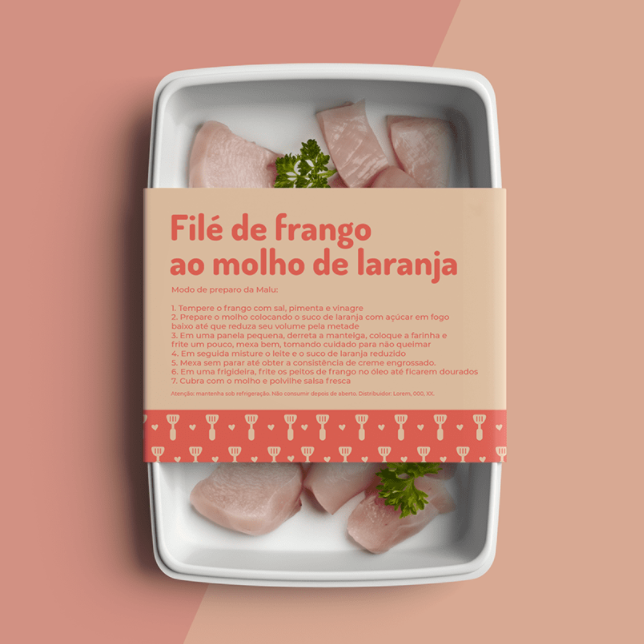 Filé de frango
ao molho de laranja
Modo de preparo da Malu:
1. Tempere o frango com sal, pimenta e vinagre
2. Prepare o molho colocando o suco de laranja com açúcar em fogo
baixo até que reduza seu volume pela metade
3. Em uma panela pequena, derreta a manteiga, coloque a farinha e
frite um pouco, mexa bem, tomando cuidado para não queimar
4. Em seguida misture o leite e o suco de laranja reduzido
5. Mexa sem parar até obter a consistência de creme engrossado.
6. Em uma frigideira, frite os peitos de frango no óleo até ficarem dourados
7. Cubra com o molho e polvilhe salsa fresca
Atenção: mantenha sob refrigeração. Não consumir depois de aberto. Distribuidor: Lorem, 200, SI.